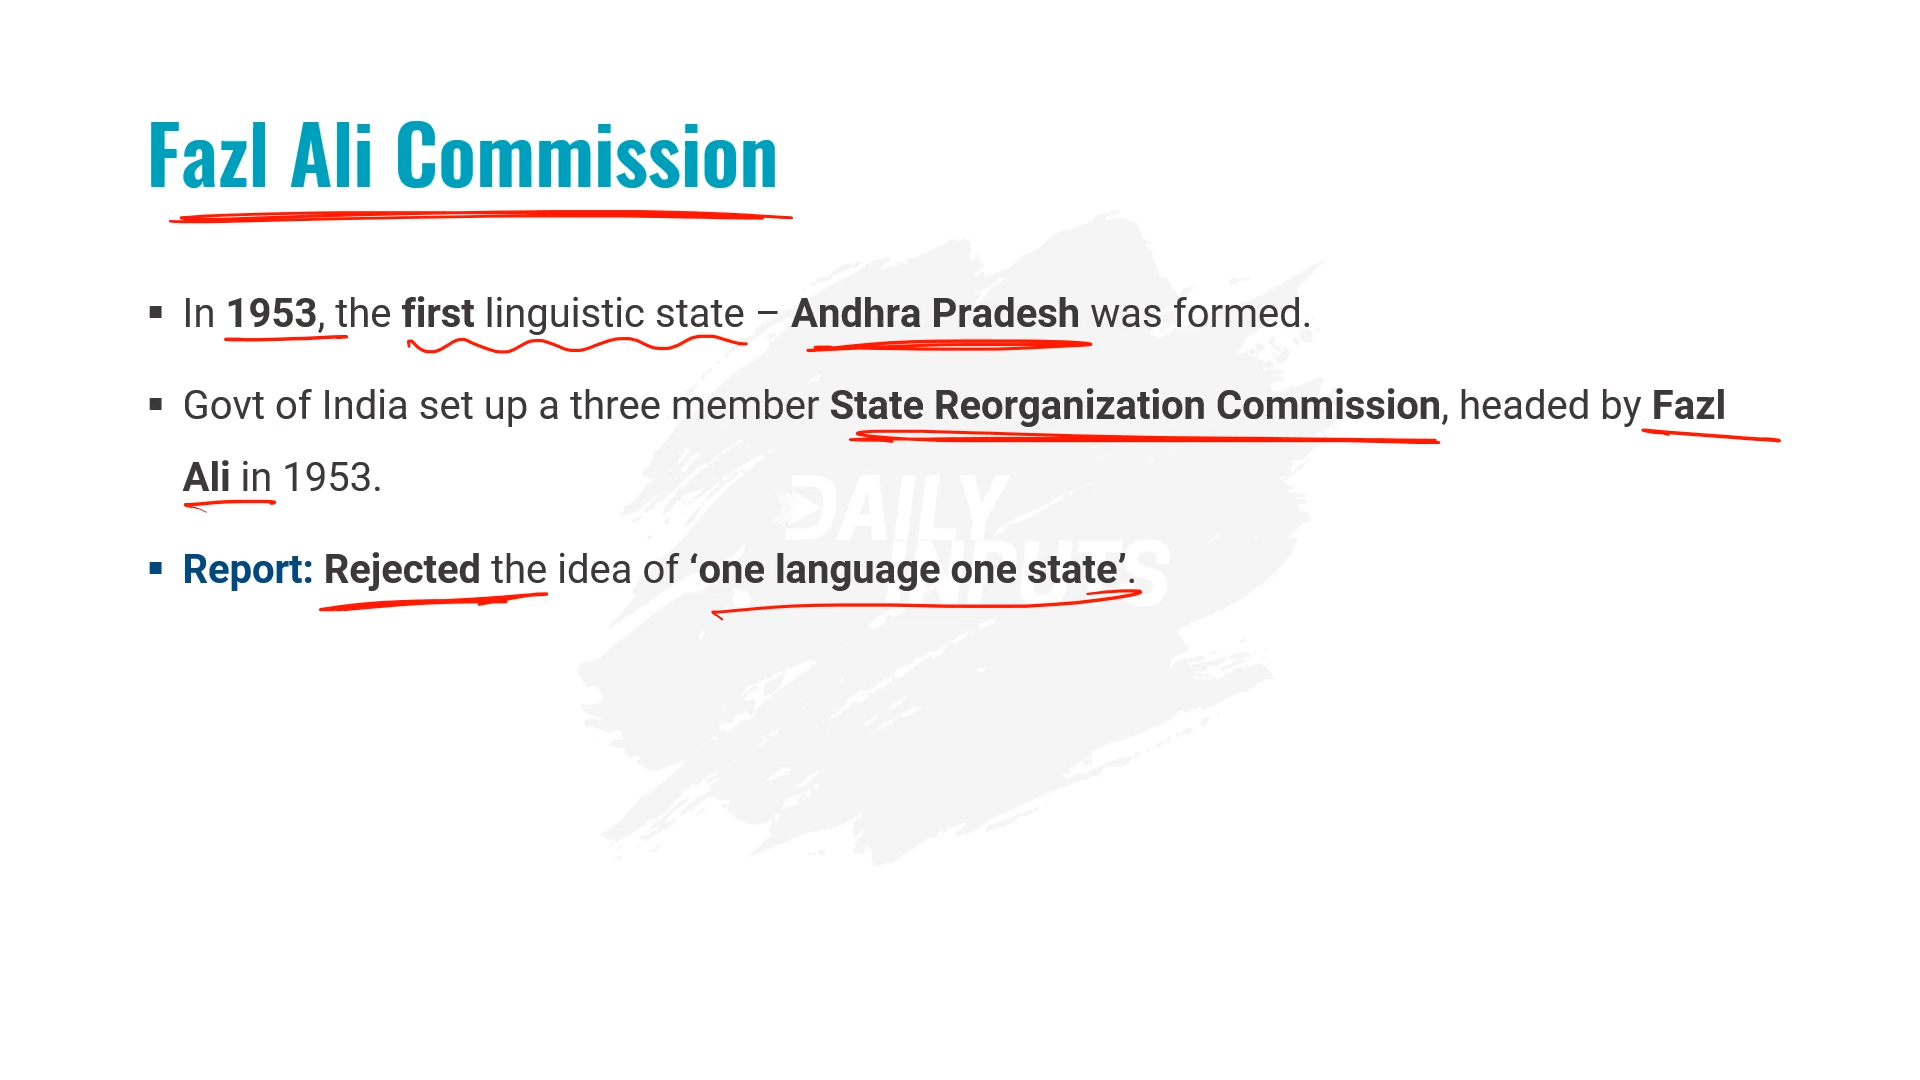 Fazl Ali Commission
▪ In 1953, the first linguistic state – Andhra Pradesh was formed.
▪ Govt of India set up a three member State Reorganization Commission, headed by Fazl
Ali in 1953.
▪ Report: Rejected the idea of ‘one language one state’.
DAILY
INPUTS